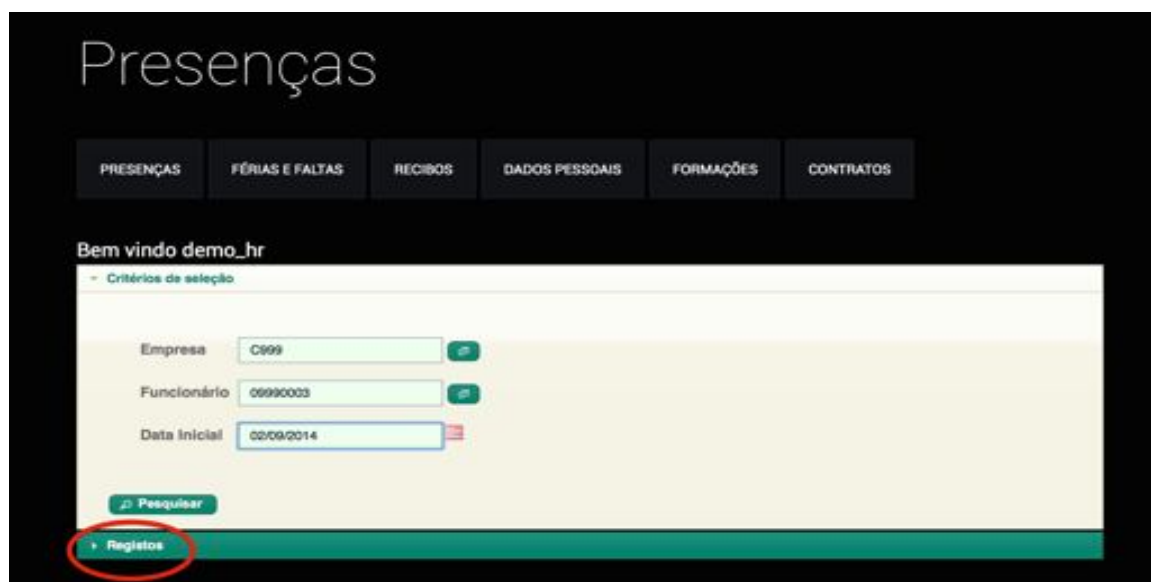 Presenças
PRESENÇAS FÉRIAS E FALTAS RECIBOS DADOS PESSOAIS FORMAÇÕES CONTRATOS
Bem vindo demo_hr
Critérios de seleção
Empresa C999
Funcionário 09990003
Data Inicial 02/09/2014
Pesquisar
Registos